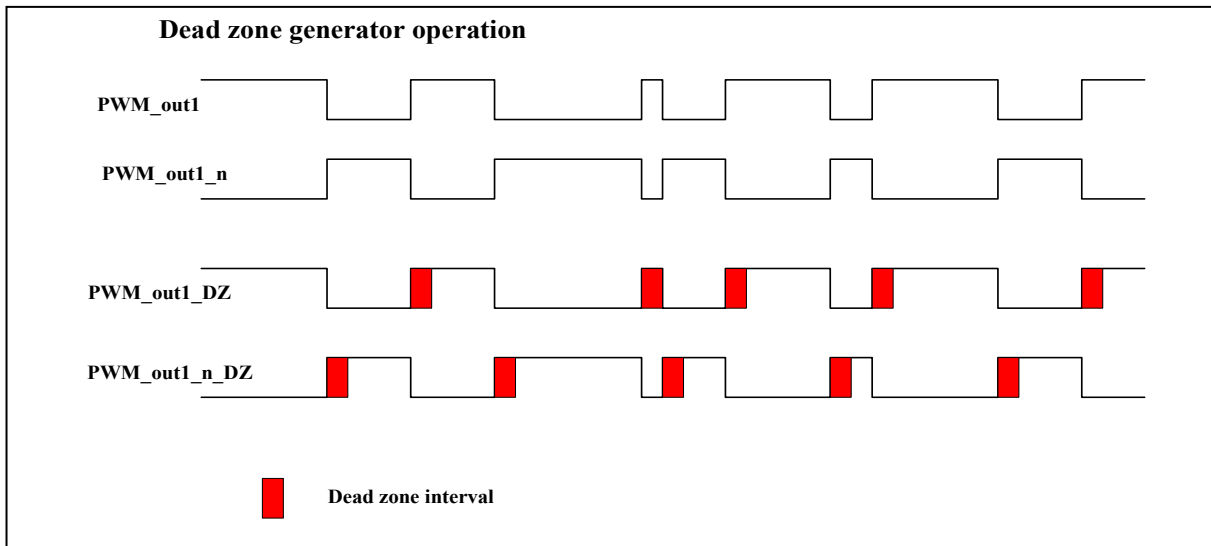 Dead zone generator operation
PWM_out1
PWM_out1_n
PWM_out1_DZ
PWM_out1_n_DZ
Dead zone interval